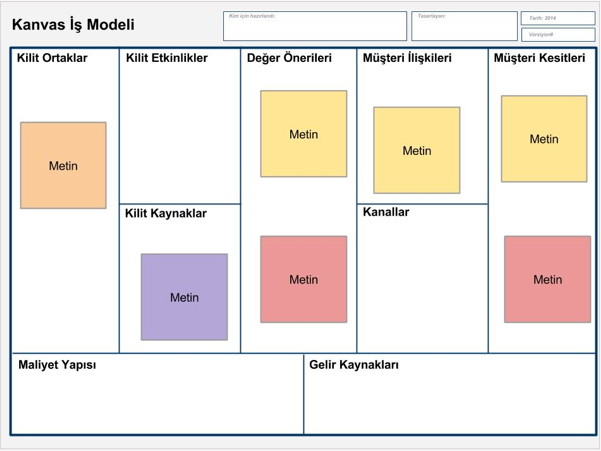 Kanvas İş Modeli
Kim için hazırlandı:
Tasarlayan:
Tarih: 2014
Versiyon#
Kilit Ortaklar
Metin
Kilit Etkinlikler
Kilit Kaynaklar
Metin
Değer Önerileri
Metin
Metin
Müşteri İlişkileri
Metin
Kanallar
Müşteri Kesitleri
Metin
Metin
Maliyet Yapısı
Gelir Kaynakları